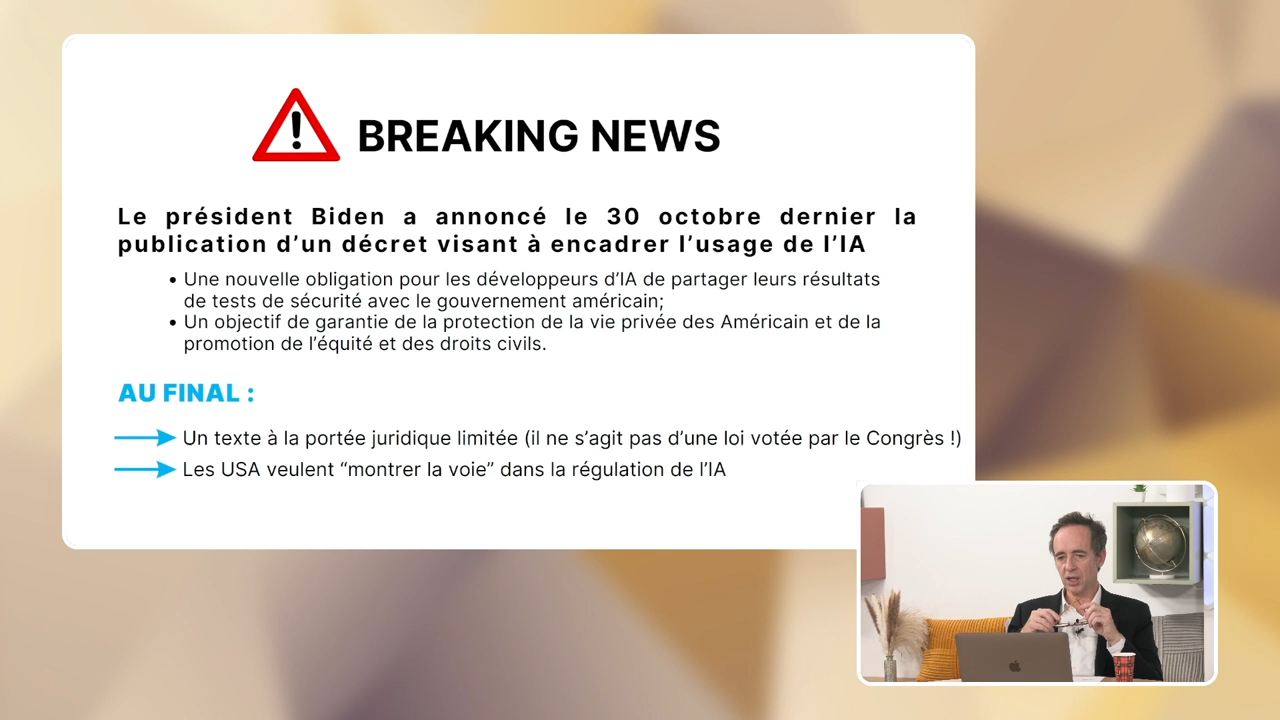 BREAKING NEWS
Le président Biden a annoncé le 30 octobre dernier la
publication d’un décret visant à encadrer l’usage de l’IA
• Une nouvelle obligation pour les développeurs d’IA de partager leurs résultats
de tests de sécurité avec le gouvernement américain;
• Un objectif de garantie de la protection de la vie privée des Américain et de la
promotion de l’équité et des droits civils.
AU FINAL :
Un texte à la portée juridique limitée (il ne s’agit pas d’une loi votée par le Congrès !)
Les USA veulent “montrer la voie” dans la régulation de l’IA